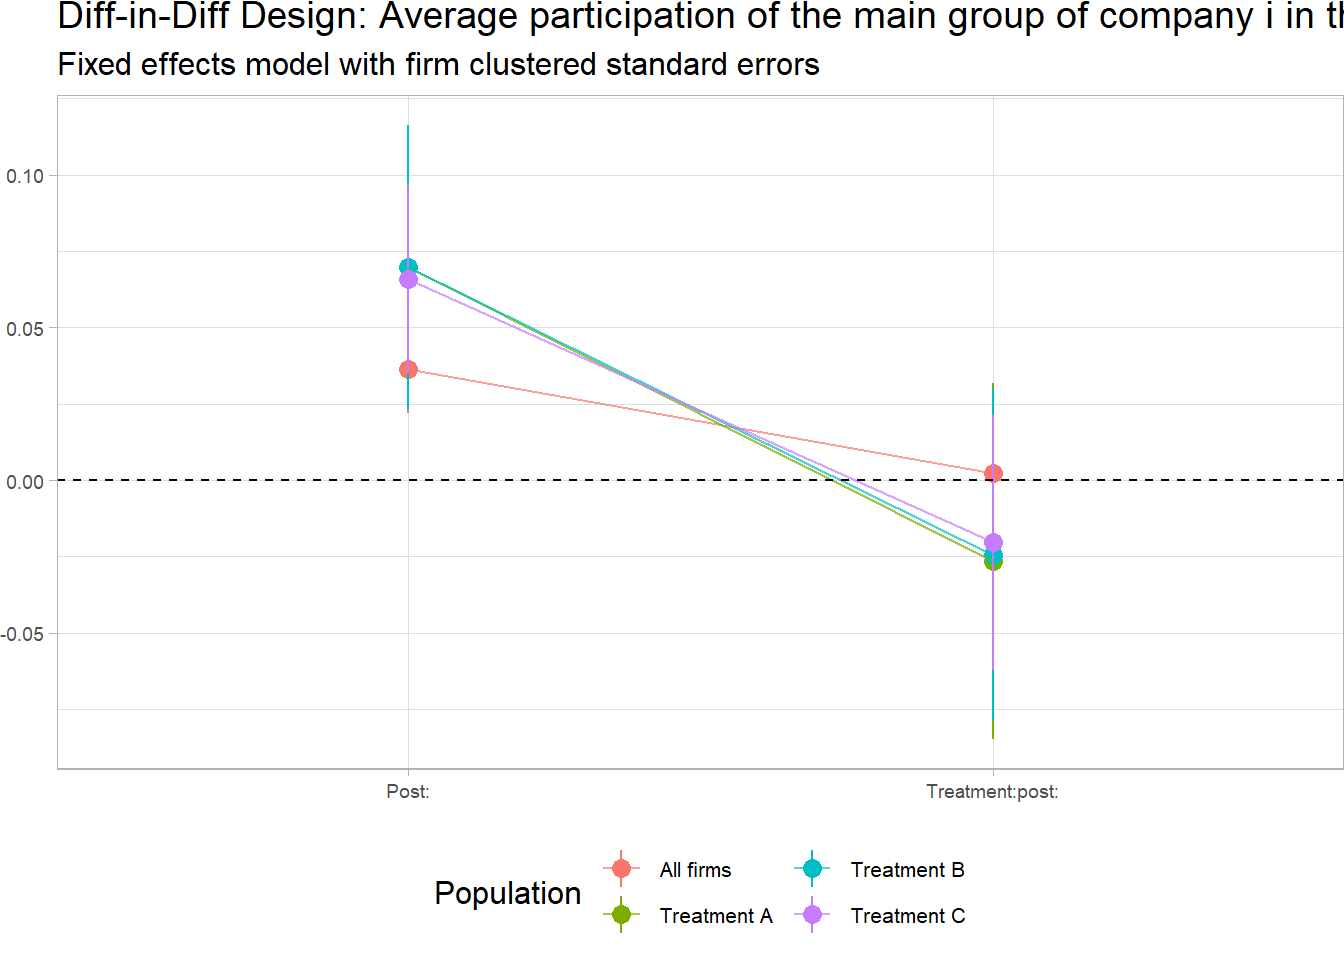 Diff-in-Diff Design: Average participation of the main group of company i in
Fixed effects model with firm clustered standard errors
0.10
0.05
0.00
-0.05
Post: Treatment:post:
Population
All firms Treatment B
Treatment A Treatment C